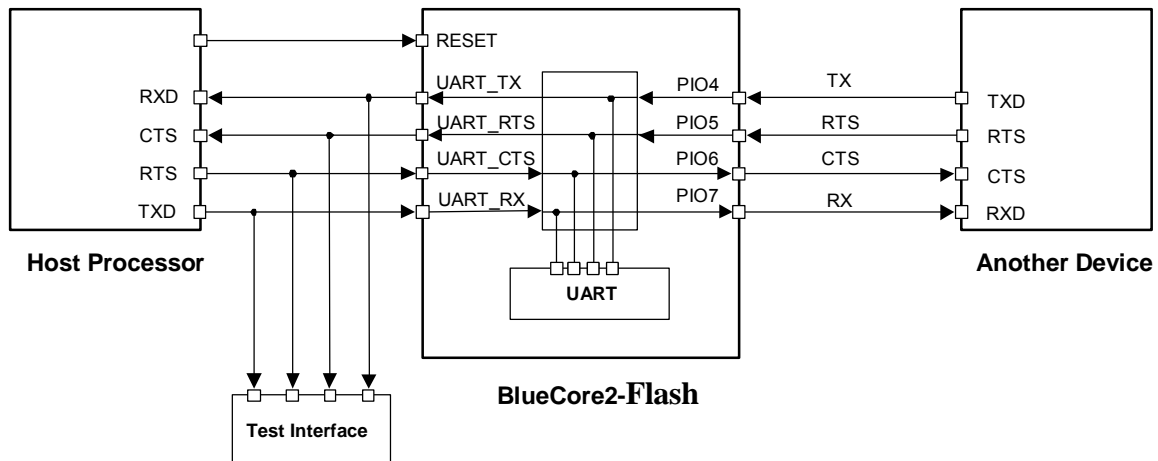 RESET
UART_TX
PIO4
TX
RXD
TXD
UART_RTS
PIO5
RTS
CTS
RTS
UART_CTS
PIO6
CTS
RTS
CTS
UART_RX
PIO7
RX
TXD
RXD
Host Processor
Another Device
UART
BlueCore2-Flash
Test Interface